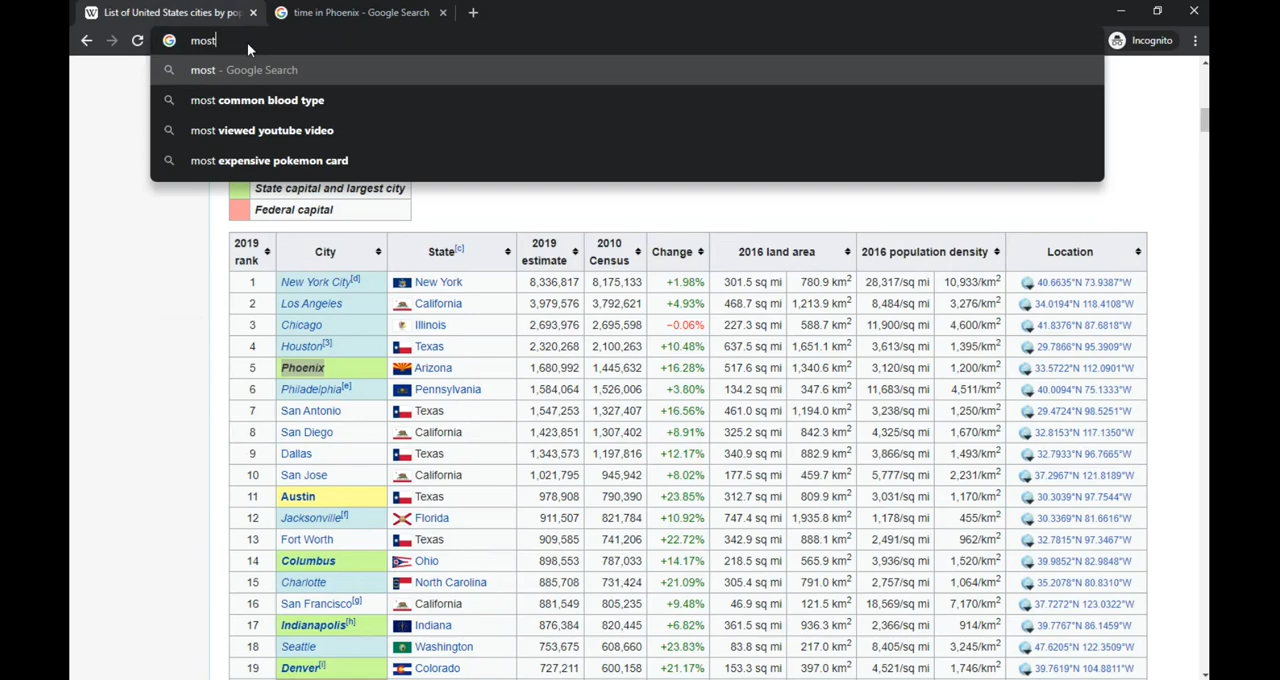 List of United States cities by pop
time in Phoenix - Google Search
most
Incognito
most - Google Search
most common blood type
most viewed youtube video
most expensive pokemon card
State capital and largest city
Federal capital
2019 rank City State[c] 2019 estimate 2010 Census Change 2016 land area 2016 population density Location
1 New York City[d] New York 8,336,817 8,175,133 +1.98% 301.5 sq mi 780.9 km² 28,317/sq mi 10,933/km² 40.6635°N 73.9387°W
2 Los Angeles California 3,979,576 3,792,621 +4.93% 468.7 sq mi 1,213.9 km² 8,484/sq mi 3,276/km² 34.0194°N 118.4108°W
3 Chicago Illinois 2,693,976 2,695,598 −0.06% 227.3 sq mi 588.7 km² 11,900/sq mi 4,600/km² 41.8376°N 87.6818°W
4 Houston[3] Texas 2,320,268 2,100,263 +10.48% 637.5 sq mi 1,651.1 km² 3,613/sq mi 1,395/km² 29.7866°N 95.3909°W
5 Phoenix Arizona 1,680,992 1,445,632 +16.28% 517.6 sq mi 1,340.6 km² 3,120/sq mi 1,200/km² 33.5722°N 112.0901°W
6 Philadelphia[e] Pennsylvania 1,584,064 1,526,006 +3.80% 134.2 sq mi 347.6 km² 11,683/sq mi 4,511/km² 40.0094°N 75.1333°W
7 San Antonio Texas 1,547,253 1,327,407 +16.56% 461.0 sq mi 1,194.0 km² 3,238/sq mi 1,250/km² 29.4724°N 98.5251°W
8 San Diego California 1,423,851 1,307,402 +8.91% 325.2 sq mi 842.3 km² 4,325/sq mi 1,670/km² 32.8153°N 117.1350°W
9 Dallas Texas 1,343,573 1,197,816 +12.17% 340.9 sq mi 882.9 km² 3,866/sq mi 1,493/km² 32.7933°N 96.7665°W
10 San Jose California 1,021,795 945,942 +8.02% 177.5 sq mi 459.7 km² 5,777/sq mi 2,231/km² 37.2967°N 121.8189°W
11 Austin Texas 978,908 790,390 +23.85% 312.7 sq mi 809.9 km² 3,031/sq mi 1,170/km² 30.3039°N 97.7544°W
12 Jacksonville[f] Florida 911,507 821,784 +10.92% 747.4 sq mi 1,935.8 km² 1,178/sq mi 455/km² 30.3369°N 81.6616°W
13 Fort Worth Texas 909,585 741,206 +22.72% 342.9 sq mi 888.1 km² 2,491/sq mi 962/km² 32.7815°N 97.3467°W
14 Columbus Ohio 898,553 787,033 +14.17% 218.5 sq mi 565.9 km² 3,936/sq mi 1,520/km² 39.9852°N 82.9848°W
15 Charlotte North Carolina 885,708 731,424 +21.09% 305.4 sq mi 791.0 km² 2,757/sq mi 1,064/km² 35.2078°N 80.8310°W
16 San Francisco[g] California 881,549 805,235 +9.48% 46.9 sq mi 121.5 km² 18,569/sq mi 7,170/km² 37.7272°N 123.0322°W
17 Indianapolis[h] Indiana 876,384 820,445 +6.82% 361.5 sq mi 936.3 km² 2,366/sq mi 914/km² 39.7767°N 86.1459°W
18 Seattle Washington 753,675 608,660 +23.83% 83.8 sq mi 217.0 km² 8,405/sq mi 3,245/km² 47.6205°N 122.3509°W
19 Denver[i] Colorado 727,211 600,158 +21.17% 153.3 sq mi 397.0 km² 4,521/sq mi 1,746/km² 39.7619°N 104.8811°W